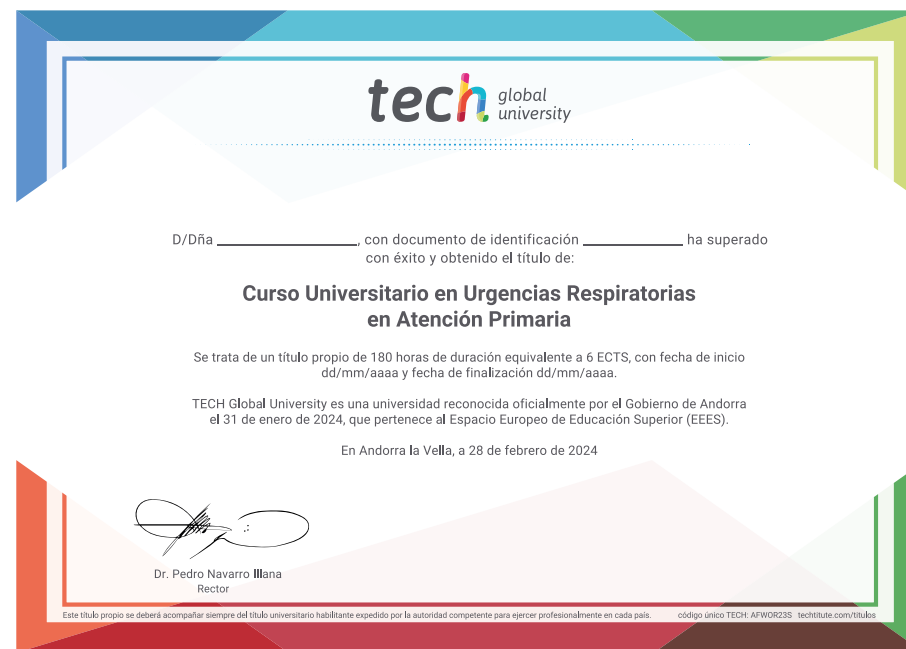 tech global university
D/Dña ____________________, con documento de identificación ______________ ha superado
con éxito y obtenido el título de:
Curso Universitario en Urgencias Respiratorias
en Atención Primaria
Se trata de un título propio de 180 horas de duración equivalente a 6 ECTS, con fecha de inicio
dd/mm/aaaa y fecha de finalización dd/mm/aaaa.
TECH Global University es una universidad reconocida oficialmente por el Gobierno de Andorra
el 31 de enero de 2024, que pertenece al Espacio Europeo de Educación Superior (EEES).
En Andorra la Vella, a 28 de febrero de 2024
Dr. Pedro Navarro Illana
Rector
Este título propio se deberá acompañar siempre del título universitario habilitante expedido por la autoridad competente para ejercer profesionalmente en cada país. código único TECH: AFWOR23S techtitute.com/titulos